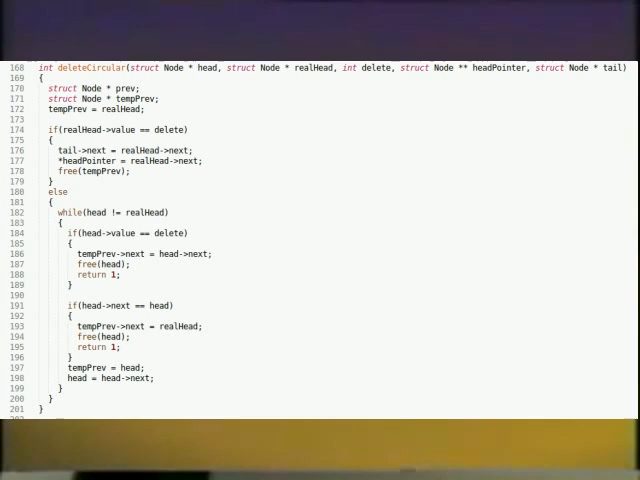 168 int deleteCircular(struct Node * head, struct Node * realHead, int delete, struct Node ** headPointer, struct Node * tail)
169 {
170 struct Node * prev;
171 struct Node * tempPrev;
172 tempPrev = realHead;
173
174 if(realHead->value == delete)
175 {
176 tail->next = realHead->next;
177 *headPointer = realHead->next;
178 free(tempPrev);
179 }
180 else
181 {
182 while(head != realHead)
183 {
184 if(head->value == delete)
185 {
186 tempPrev->next = head->next;
187 free(head);
188 return 1;
189 }
190
191 if(head->next == head)
192 {
193 tempPrev->next = realHead;
194 free(head);
195 return 1;
196 }
197 tempPrev = head;
198 head = head->next;
199 }
200 }
201 }